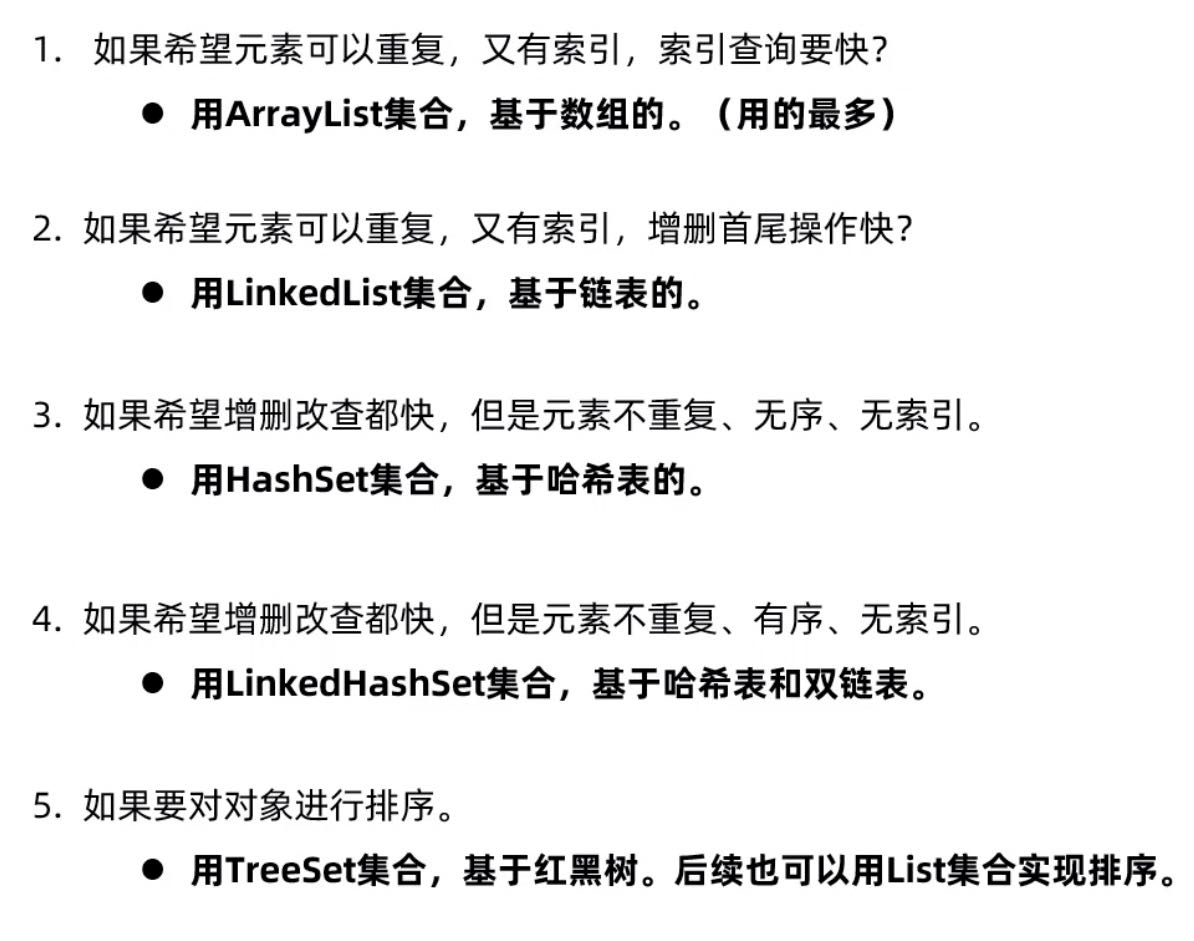 1. 如果希望元素可以重复，又有索引，索引查询要快？
● 用ArrayList集合，基于数组的。（用的最多）
2. 如果希望元素可以重复，又有索引，增删首尾操作快？
● 用LinkedList集合，基于链表的。
3. 如果希望增删改查都快，但是元素不重复、无序、无索引。
● 用HashSet集合，基于哈希表的。
4. 如果希望增删改查都快，但是元素不重复、有序、无索引。
● 用LinkedHashSet集合，基于哈希表和双链表。
5. 如果要对对象进行排序。
● 用TreeSet集合，基于红黑树。后续也可以用List集合实现排序。